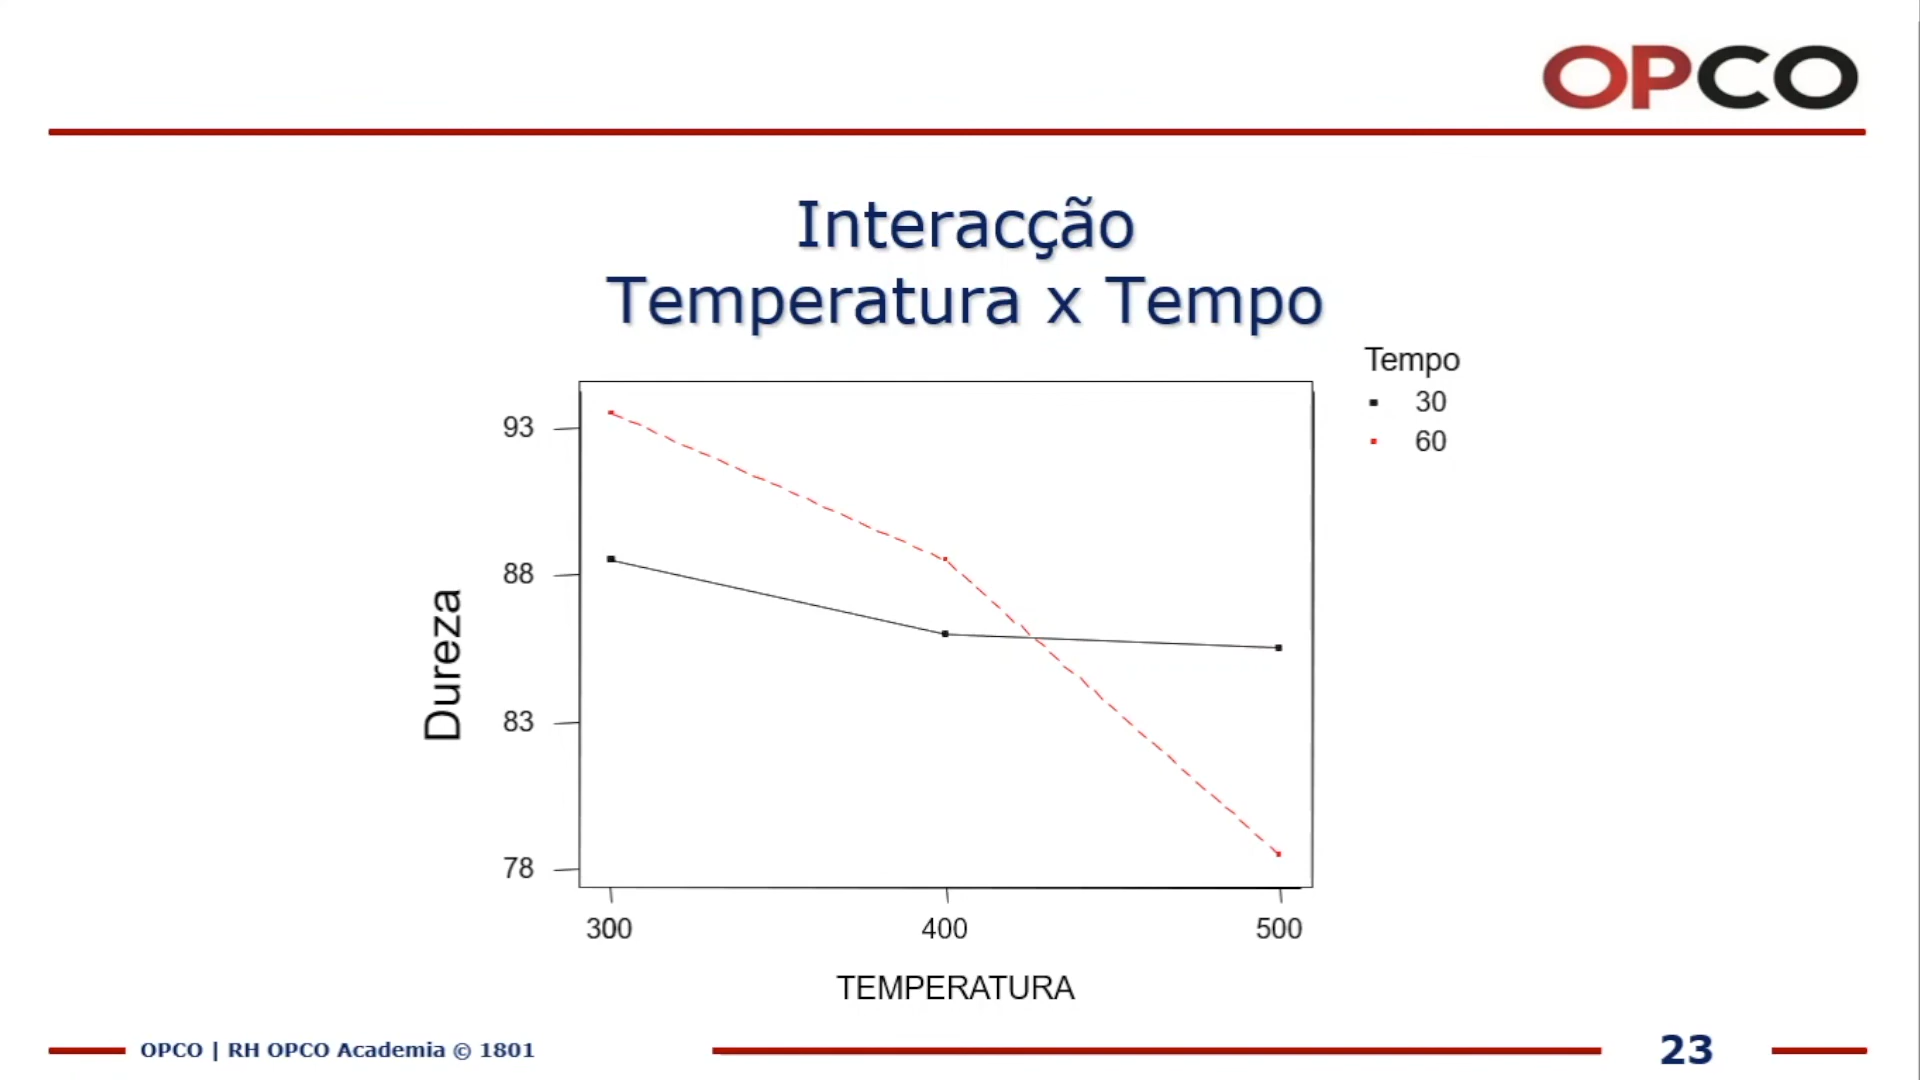 OPCO
Interacção
Temperatura x Tempo
Tempo
30
60
93
88
83
78
Dureza
300 400 500
TEMPERATURA
OPCO | RH OPCO Academia © 1801
23